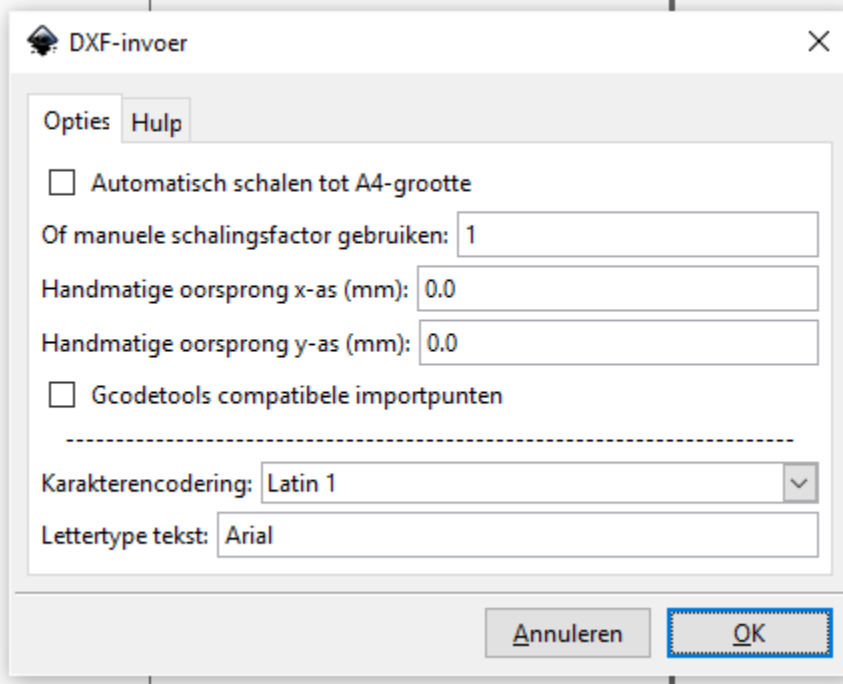 DXF-invoer
Opties Hulp
Automatisch schalen tot A4-grootte
Of manuele schalingsfactor gebruiken: 1
Handmatige oorsprong x-as (mm): 0.0
Handmatige oorsprong y-as (mm): 0.0
Gcodetools compatibele importpunten
-------------------------------------------------------------------------
Karakterencodering: Latin 1
Lettertype tekst: Arial
Annuleren OK